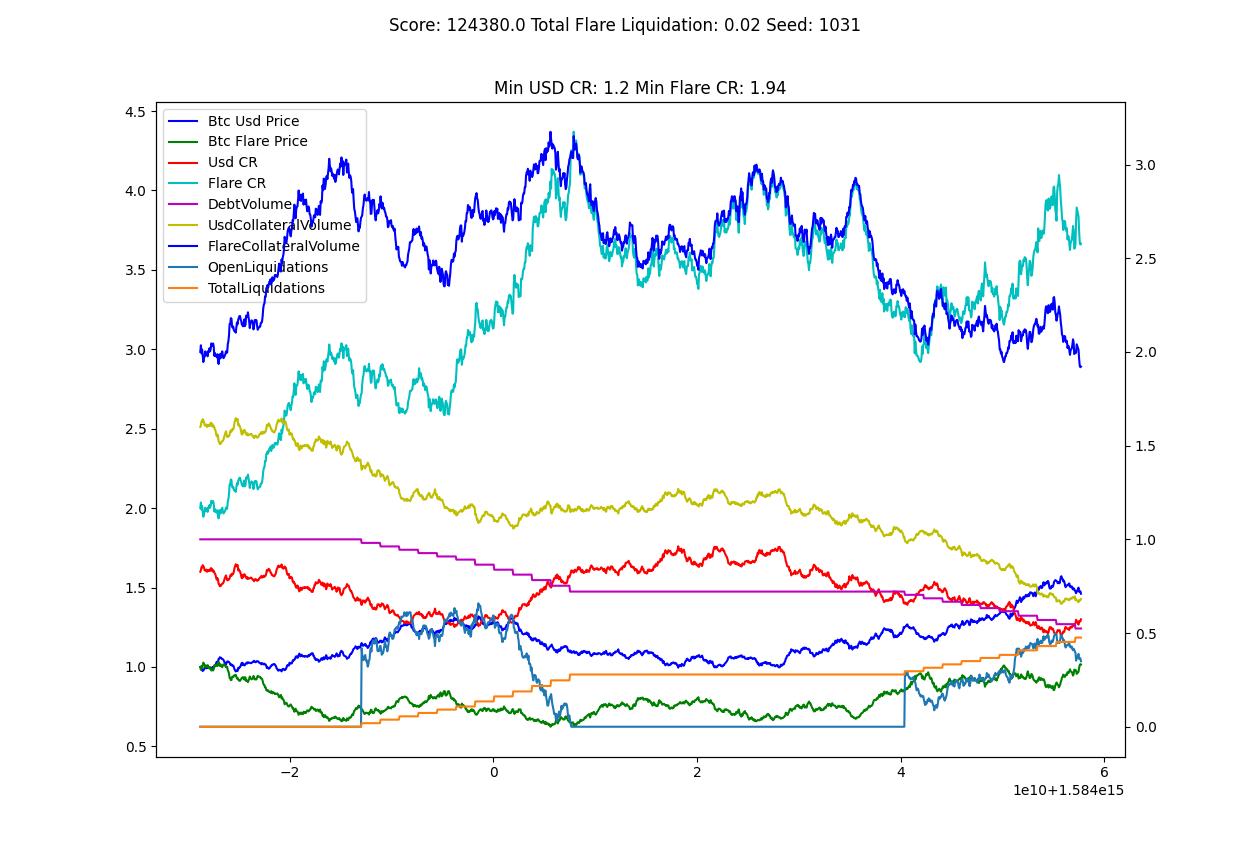 Score: 124380.0 Total Flare Liquidation: 0.02 Seed: 1031
Min USD CR: 1.2 Min Flare CR: 1.94
4.5
4.0
3.5
3.0
2.5
2.0
1.5
1.0
0.5
Btc Usd Price
Btc Flare Price
Usd CR
Flare CR
DebtVolume
UsdCollateralVolume
FlareCollateralVolume
OpenLiquidations
TotalLiquidations
3.0
2.5
2.0
1.5
1.0
0.5
0.0
−2 0 2 4 6
1e10+1.584e15